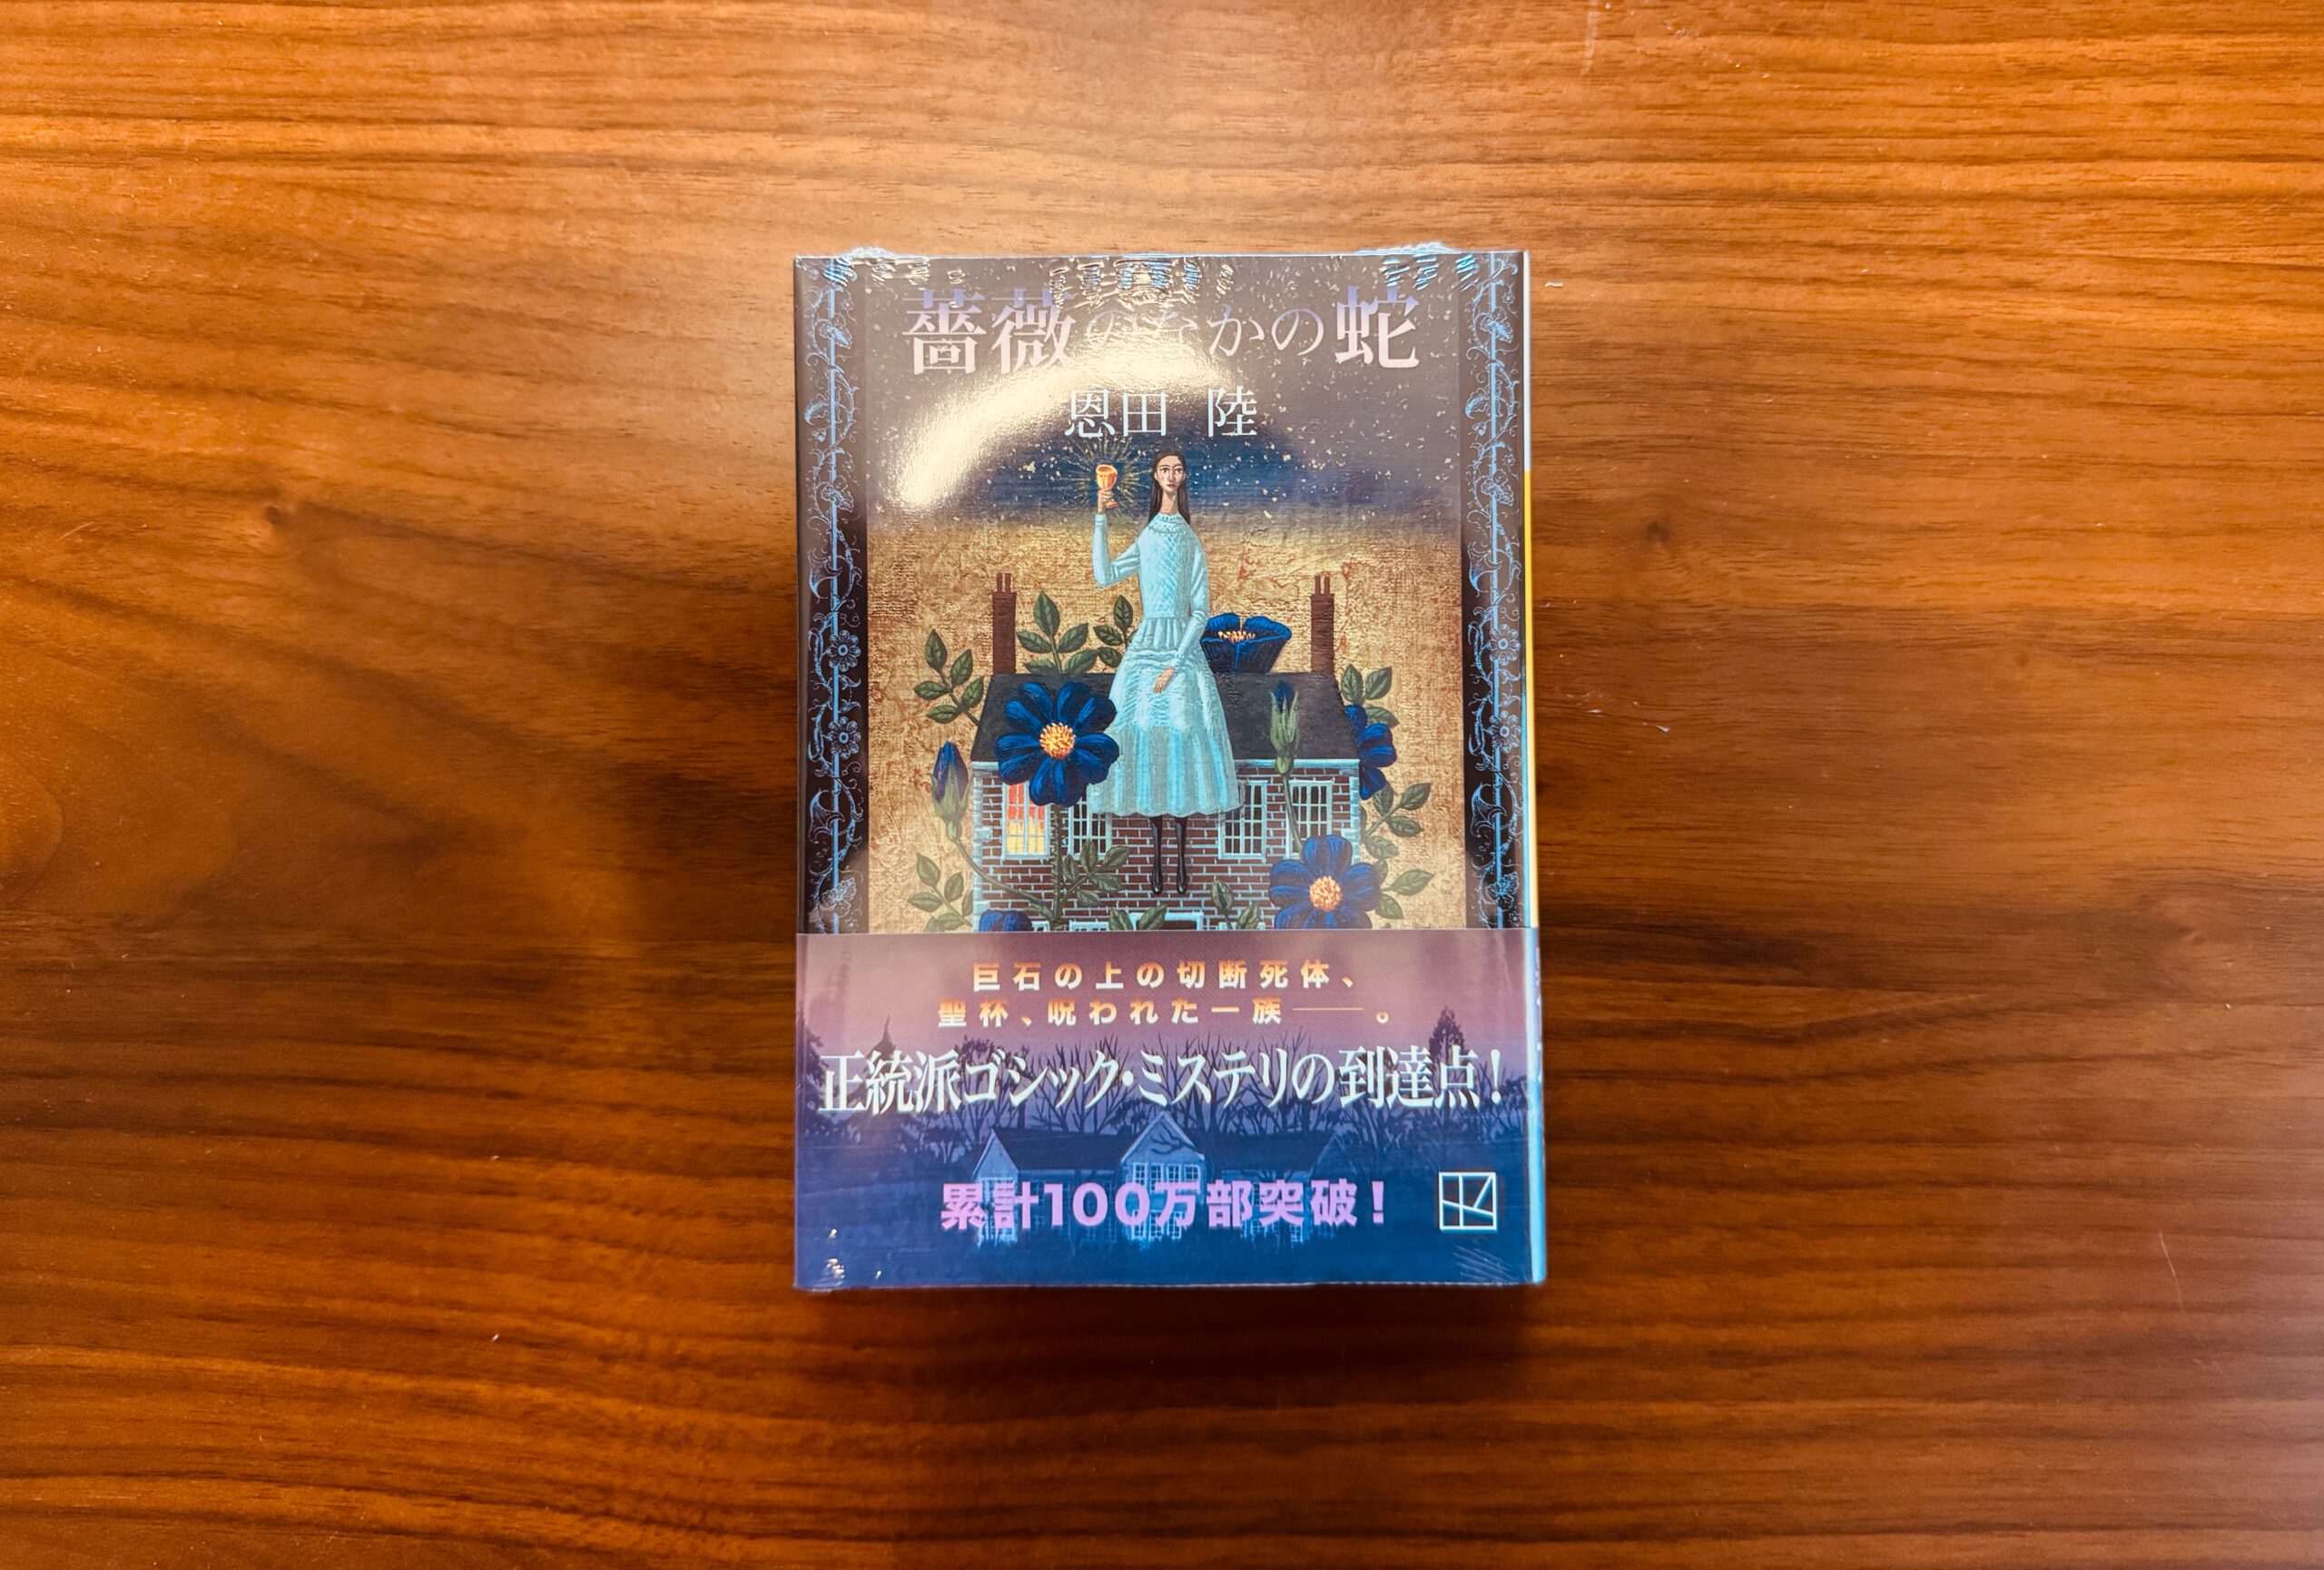 薔薇のなかの蛇
恩田 陸
巨石の上の切断死体、
聖杯、呪われた一族──。
正統派ゴシック・ミステリの到達点！
累計100万部突破！